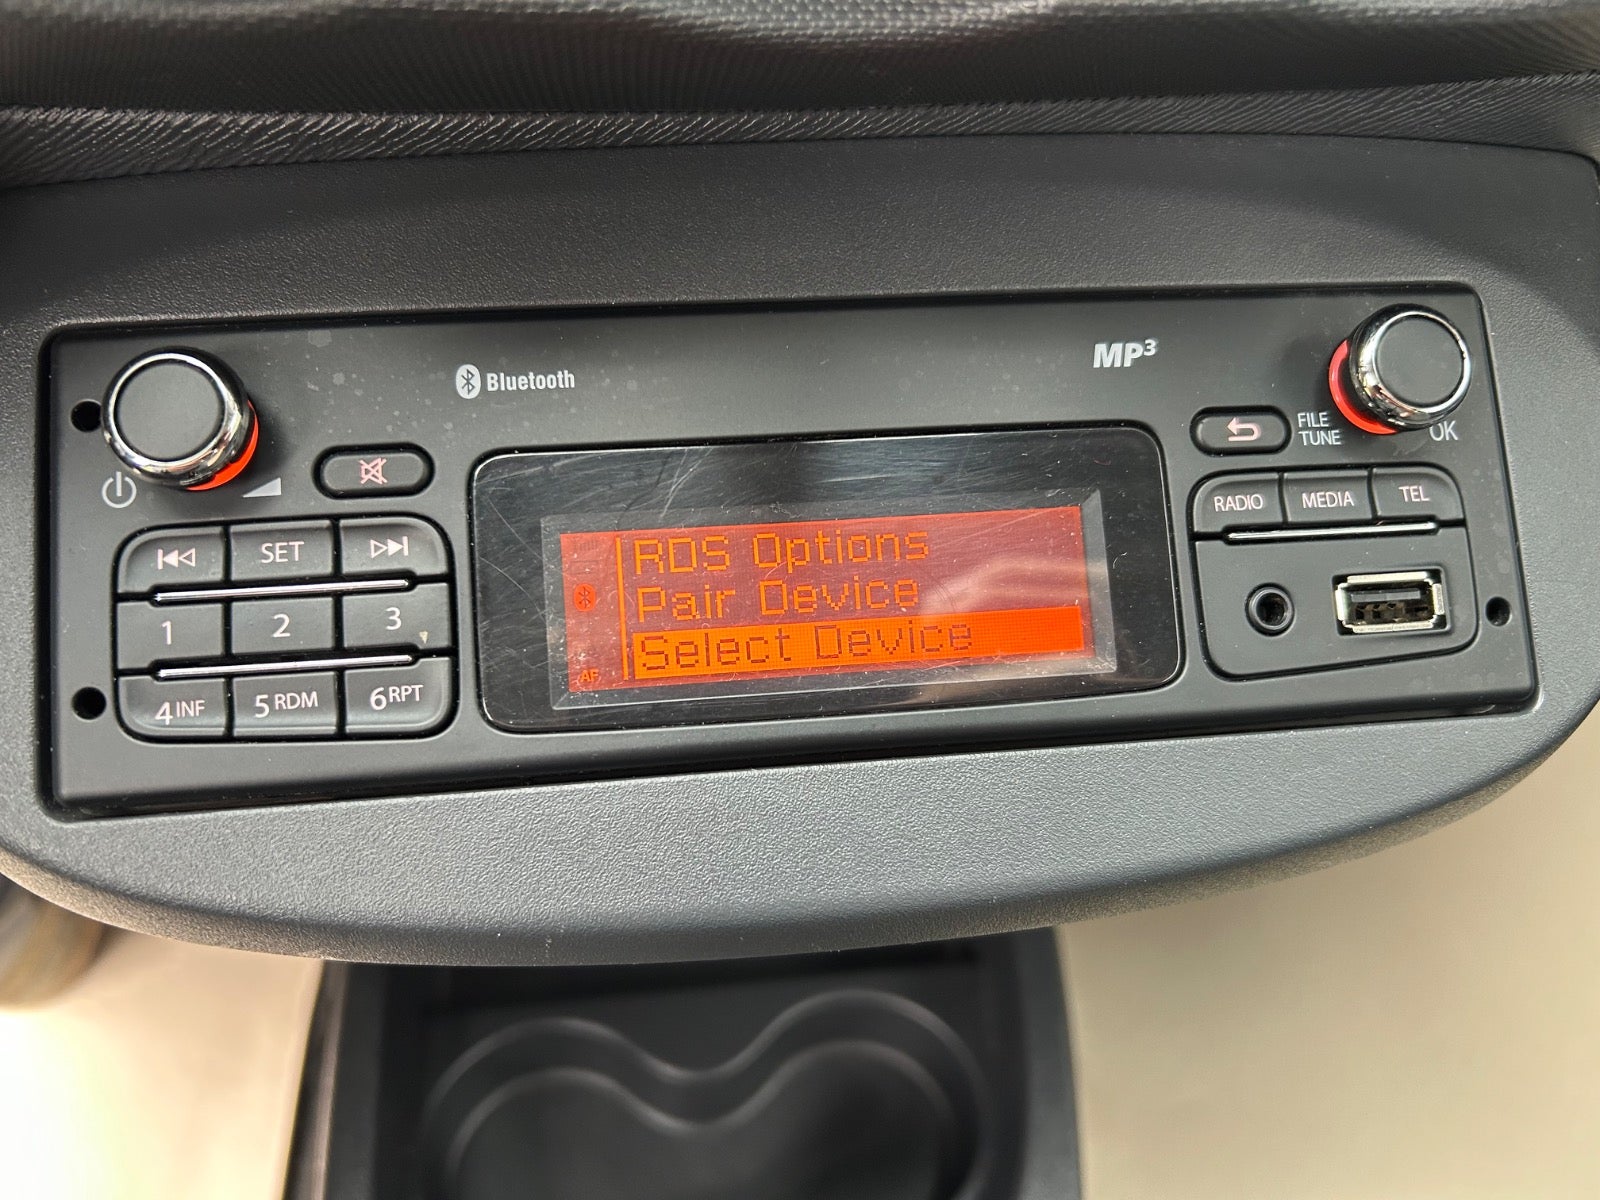 Bluetooth
MP3
FILE
TUNE
OK
SET
RADIO
MEDIA
TEL
1
2
3
4 INF
5 RDM
6 RPT
RDS Options
Pair Device
Select Device
AF